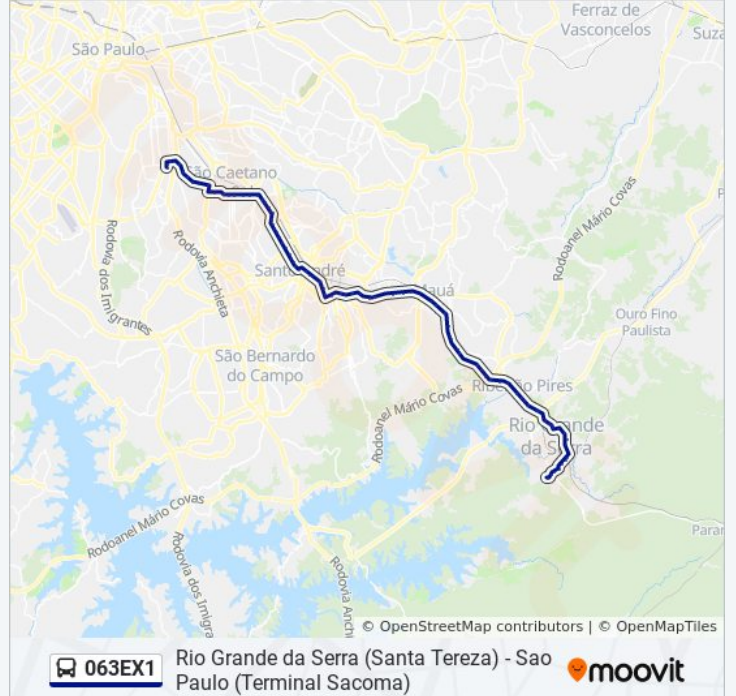 Ferraz de
Vasconcelos
São Paulo
Suza
São Caetano
Rodoanel Mário Covas
Rodovia dos Imigrantes
Rodovia Anchieta
Santo André
Mauá
Ouro Fino
Paulista
São Bernardo
do Campo
Ribeirão Pires
Rodoanel Mário Covas
Rio Grande
da Serra
Rodoanel Mário Covas
Paran
Rodovia dos Imigra
Rodovia Anchi
© OpenStreetMap contributors | © OpenMapTiles
063EX1
Rio Grande da Serra (Santa Tereza) - Sao
Paulo (Terminal Sacoma)
moovit